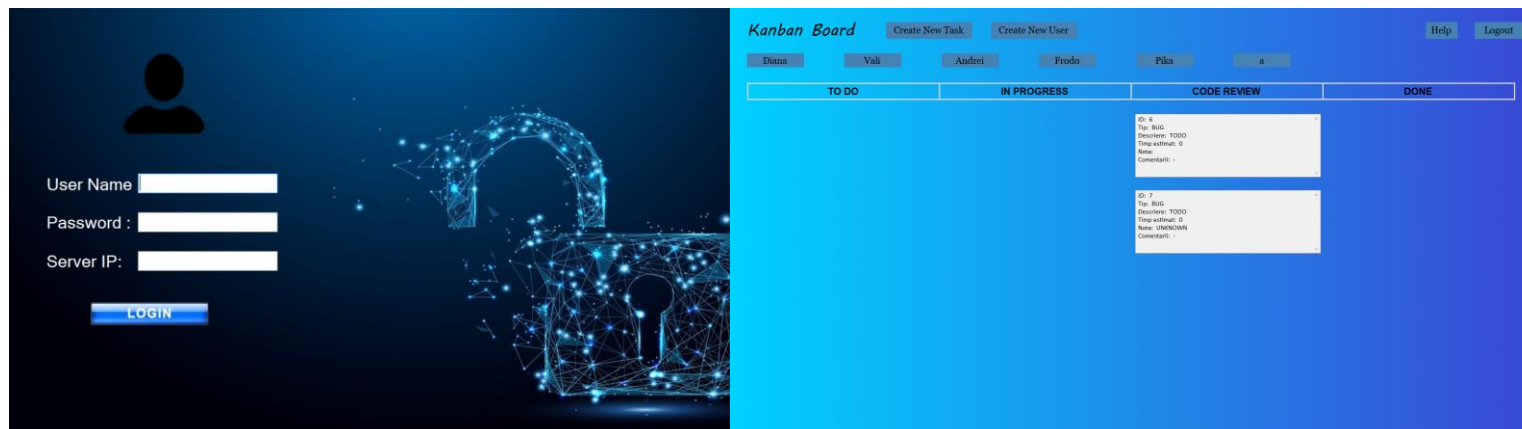 User Name
Password :
Server IP:
LOGIN
Kanban Board Create New Task Create New User Help Logout
Diana Vali Andrei Frodo Pika a
TO DO IN PROGRESS CODE REVIEW DONE
ID: 6
Tip: BUG
Descriere: TODO
Timp estimat: 0
Note:
Comentarii: -
ID: 7
Tip: BUG
Descriere: TODO
Timp estimat: 0
Note: UNKNOWN
Comentarii: -